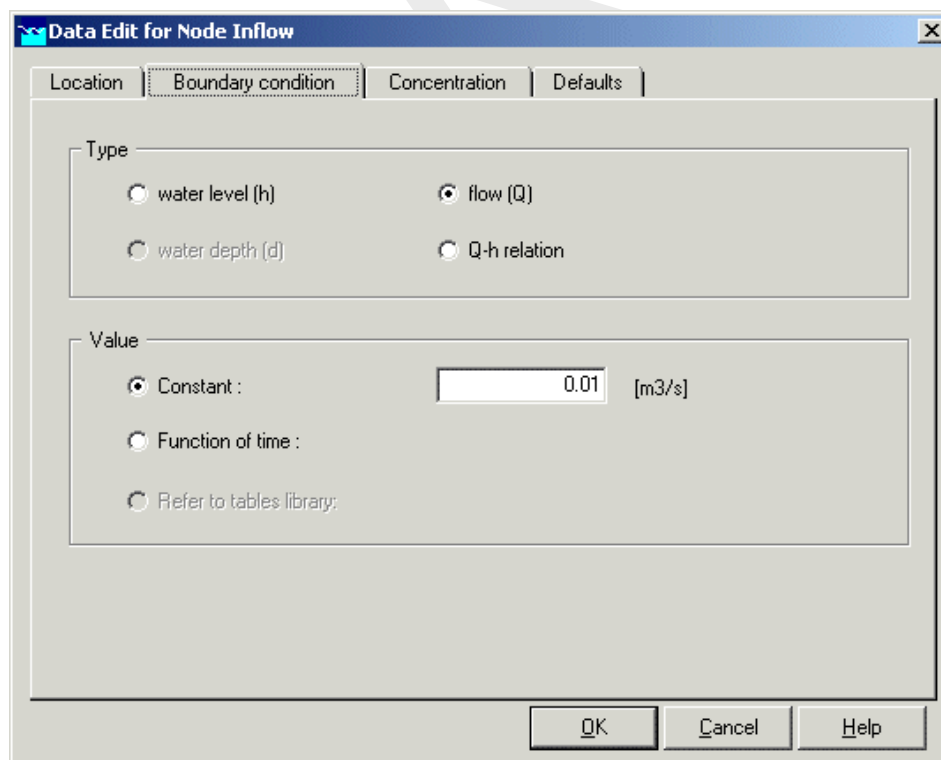 Data Edit for Node Inflow
Location Boundary condition Concentration Defaults
Type
water level (h) flow (Q)
water depth (d) Q-h relation
Value
Constant : 0.01 [m3/s]
Function of time :
Refer to tables library:
OK Cancel Help